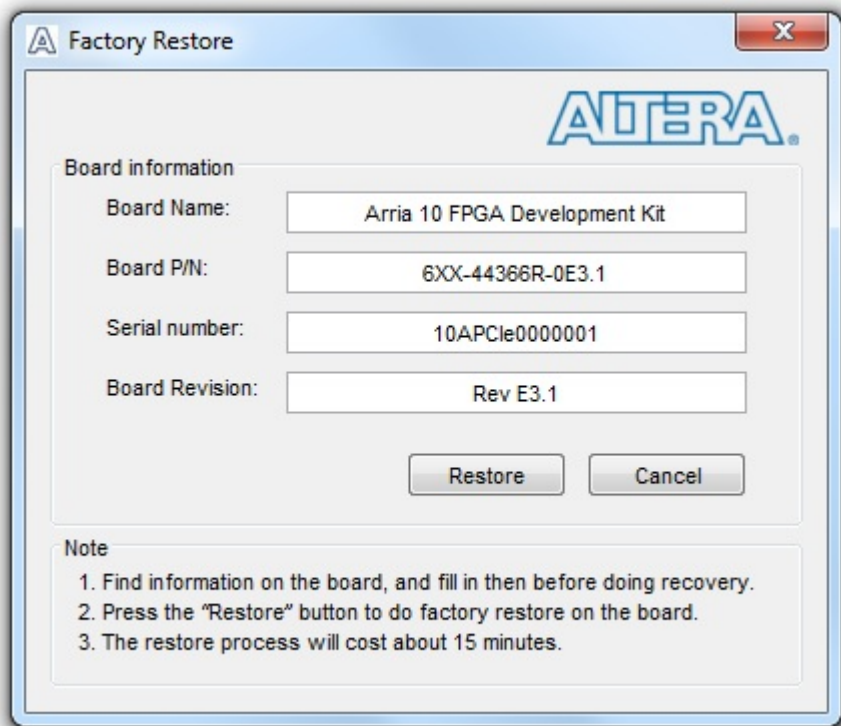 Factory Restore
ALTERA.
Board information
Board Name:
Arria 10 FPGA Development Kit
Board P/N:
6XX-44366R-0E3.1
Serial number:
10APCIe0000001
Board Revision:
Rev E3.1
Restore
Cancel
Note
1. Find information on the board, and fill in then before doing recovery.
2. Press the "Restore" button to do factory restore on the board.
3. The restore process will cost about 15 minutes.